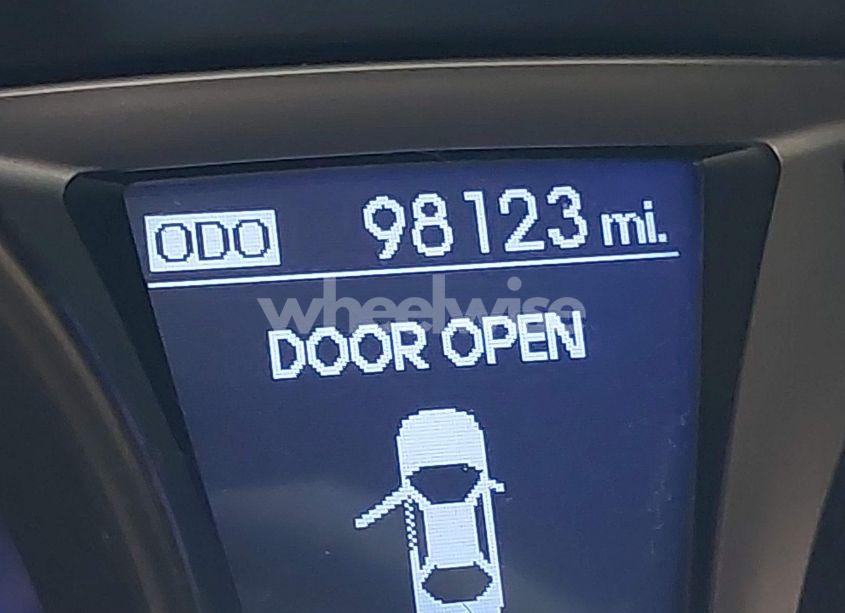 ODO 98123 mi.
wheelwise
DOOR OPEN